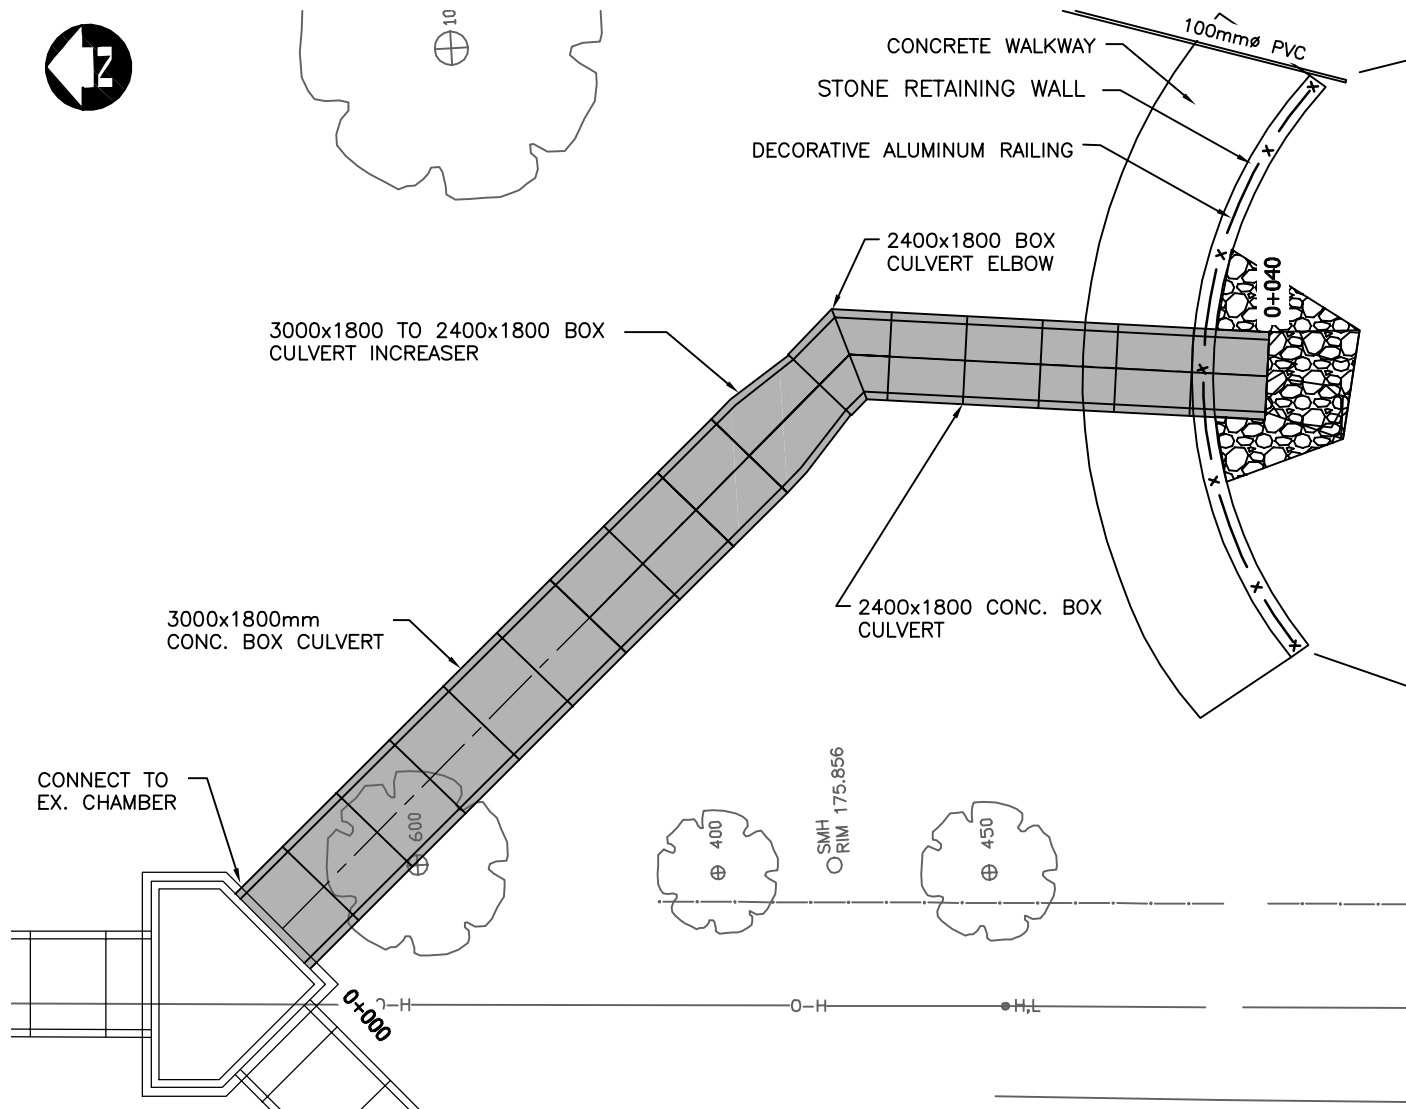 N
10
100mmø PVC
CONCRETE WALKWAY
STONE RETAINING WALL
DECORATIVE ALUMINUM RAILING
2400x1800 BOX
CULVERT ELBOW
0+040
3000x1800 TO 2400x1800 BOX
CULVERT INCREASER
3000x1800mm
CONC. BOX CULVERT
2400x1800 CONC. BOX
CULVERT
CONNECT TO
EX. CHAMBER
600
400
SMH
RIM 175.856
450
0+000
O-H
O-H
H,L